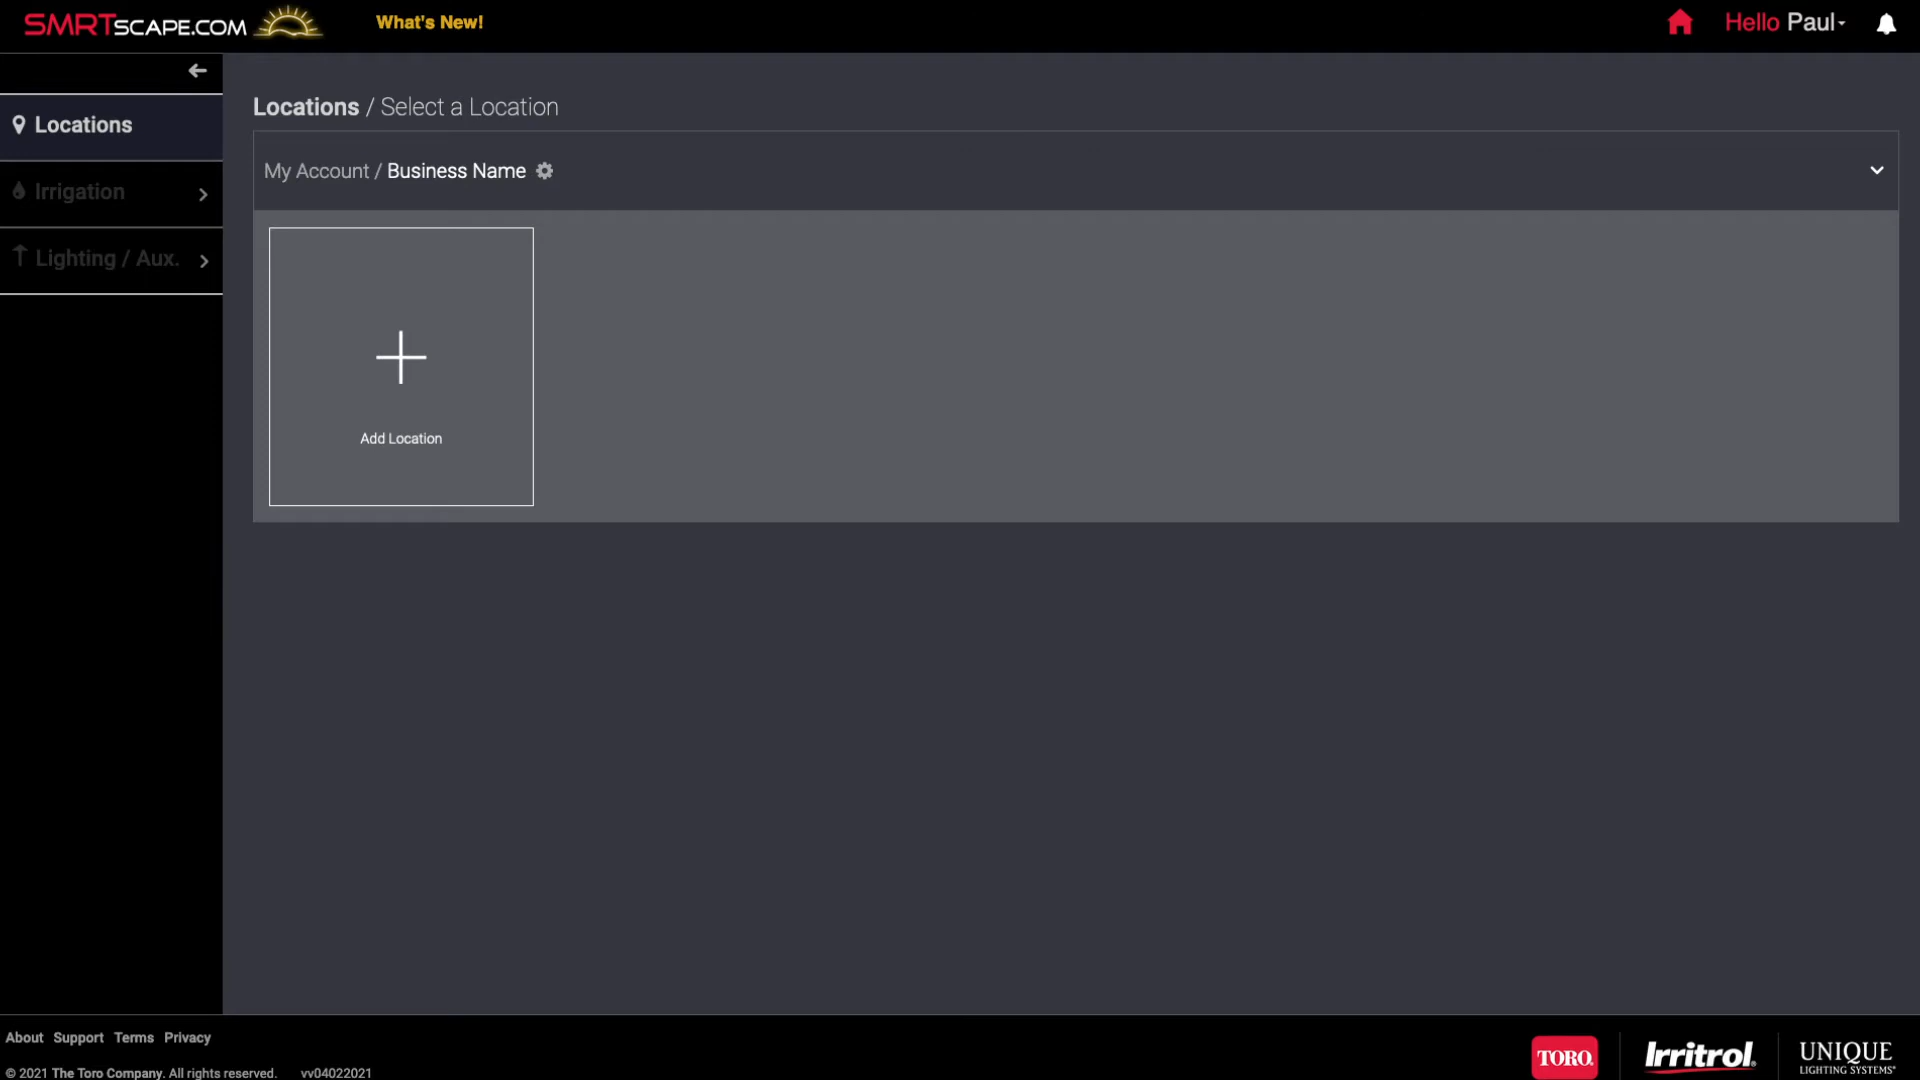 SMRTSCAPE.COM
What's New!
Hello Paul
Locations
Irrigation
Lighting / Aux.
Locations / Select a Location
My Account / Business Name
Add Location
About Support Terms Privacy
© 2021 The Toro Company. All rights reserved. vv04022021
TORO.
Irritrol.
UNIQUE
LIGHTING SYSTEMS®